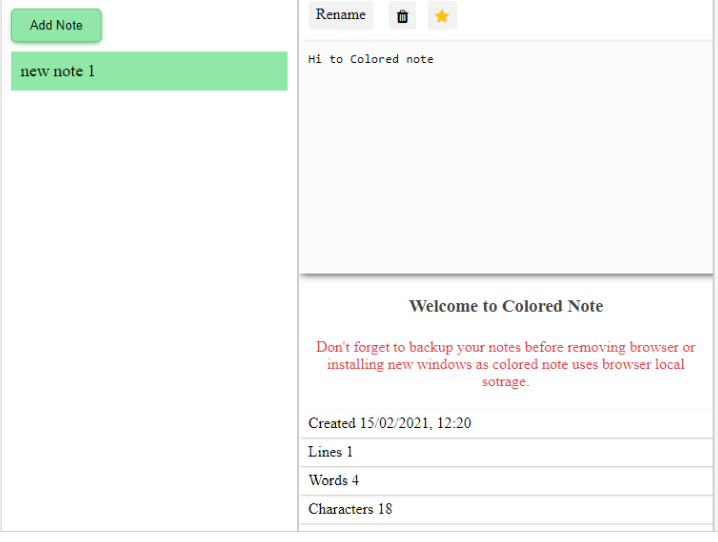 Add Note
new note 1
Rename
Hi to Colored note
Welcome to Colored Note
Don't forget to backup your notes before removing browser or
installing new windows as colored note uses browser local
sotrage.
Created 15/02/2021, 12:20
Lines 1
Words 4
Characters 18